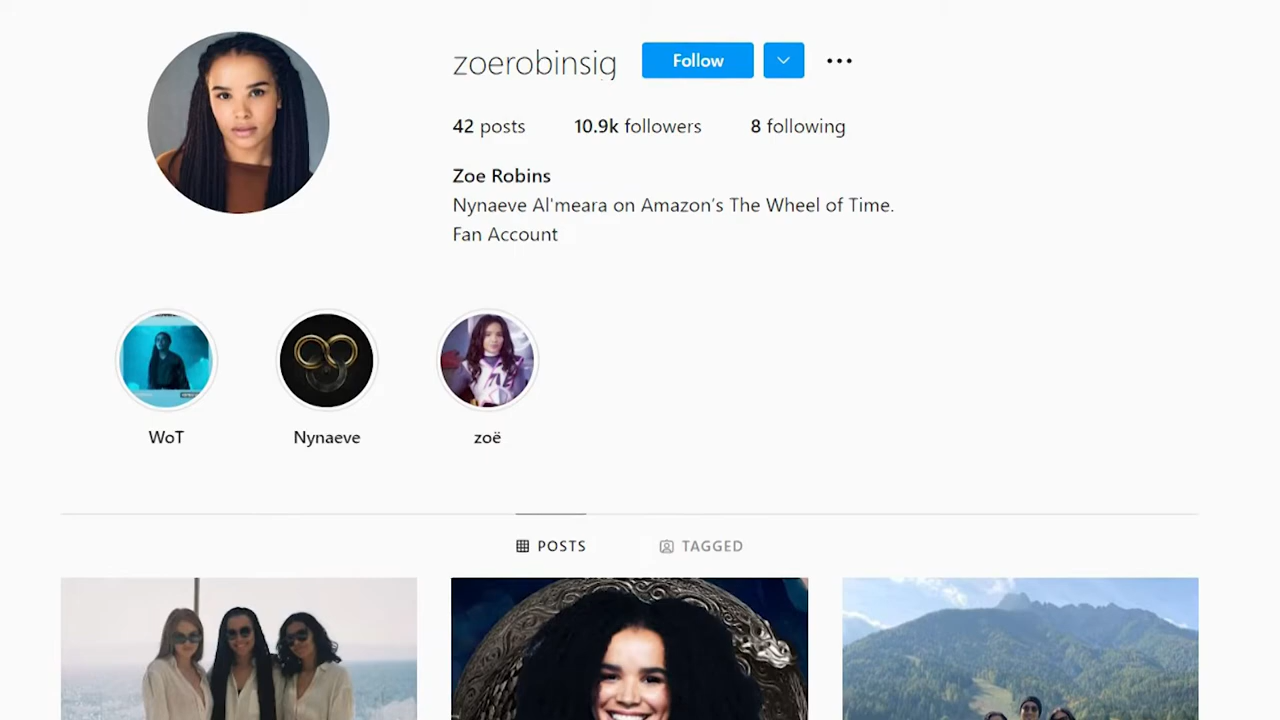 zoerobinsig Follow
42 posts 10.9k followers 8 following
Zoe Robins
Nynaeve Al'meara on Amazon's The Wheel of Time.
Fan Account
WoT Nynaeve zoë
POSTS TAGGED